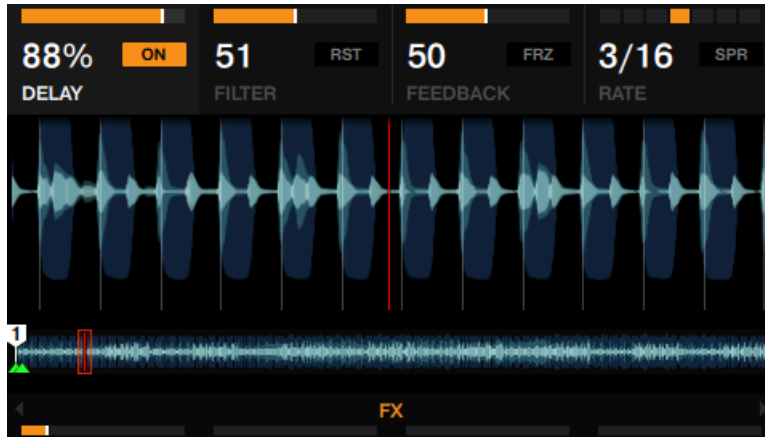 88% ON 51 RST 50 FRZ 3/16 SPR
DELAY FILTER FEEDBACK RATE
1
FX